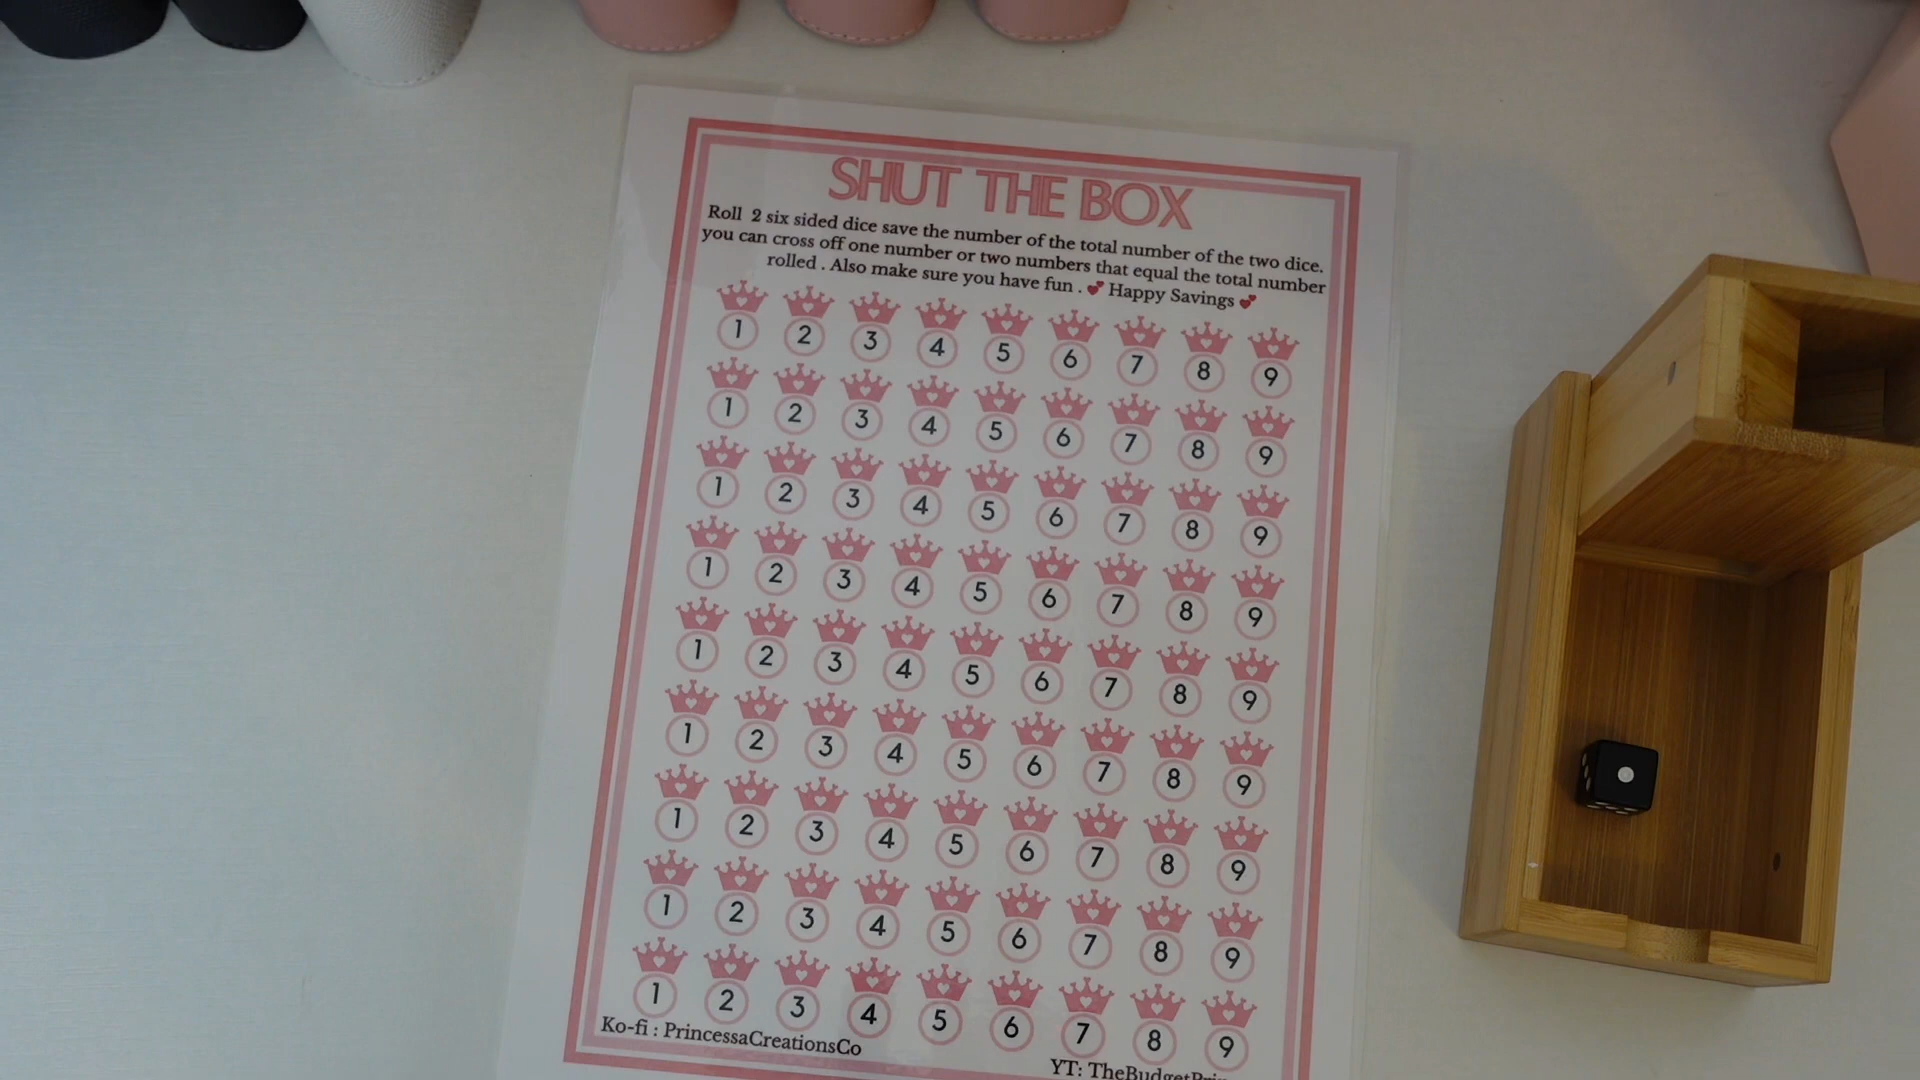 SHUT THE BOX
Roll 2 six sided dice save the number of the total number of the two dice.
you can cross off one number or two numbers that equal the total number
rolled . Also make sure you have fun . 💕 Happy Savings 💕
1 2 3 4 5 6 7 8 9
1 2 3 4 5 6 7 8 9
1 2 3 4 5 6 7 8 9
1 2 3 4 5 6 7 8 9
1 2 3 4 5 6 7 8 9
1 2 3 4 5 6 7 8 9
1 2 3 4 5 6 7 8 9
1 2 3 4 5 6 7 8 9
1 2 3 4 5 6 7 8 9
Ko-fi : PrincessaCreationsCo
YT: